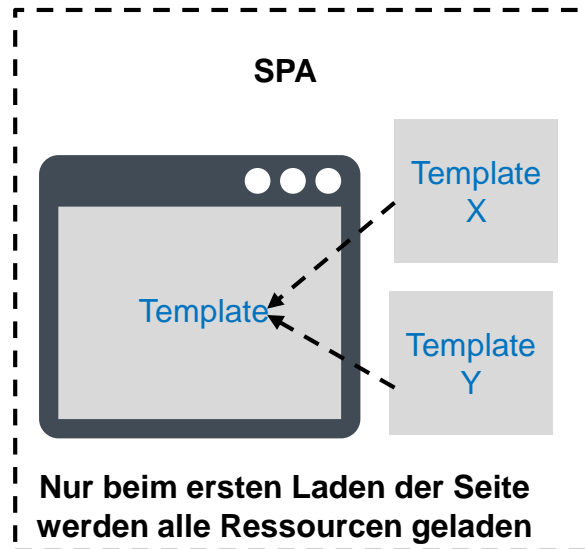 SPA
Template
X
Template
Template
Y
Nur beim ersten Laden der Seite
werden alle Ressourcen geladen